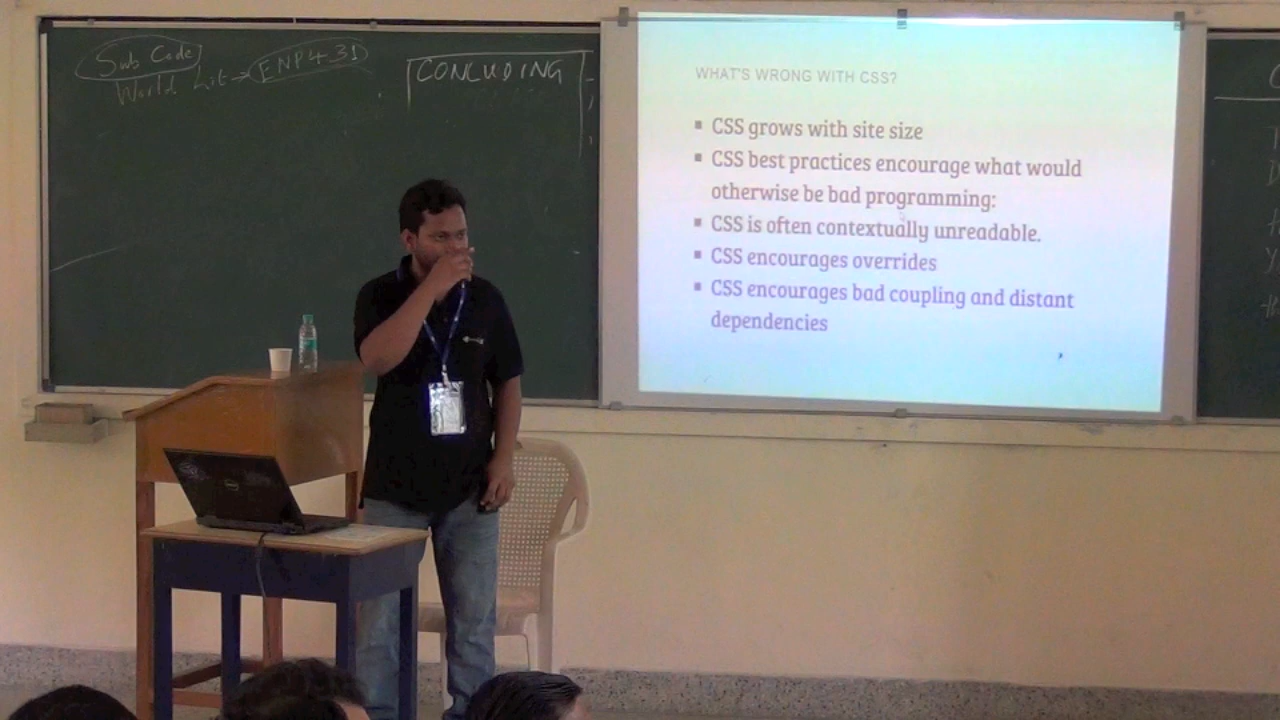 Sub Code
World Lit → ENP431
CONCLUDING
WHAT'S WRONG WITH CSS?
▪ CSS grows with site size
▪ CSS best practices encourage what would
otherwise be bad programming:
▪ CSS is often contextually unreadable.
▪ CSS encourages overrides
▪ CSS encourages bad coupling and distant
dependencies
DELL